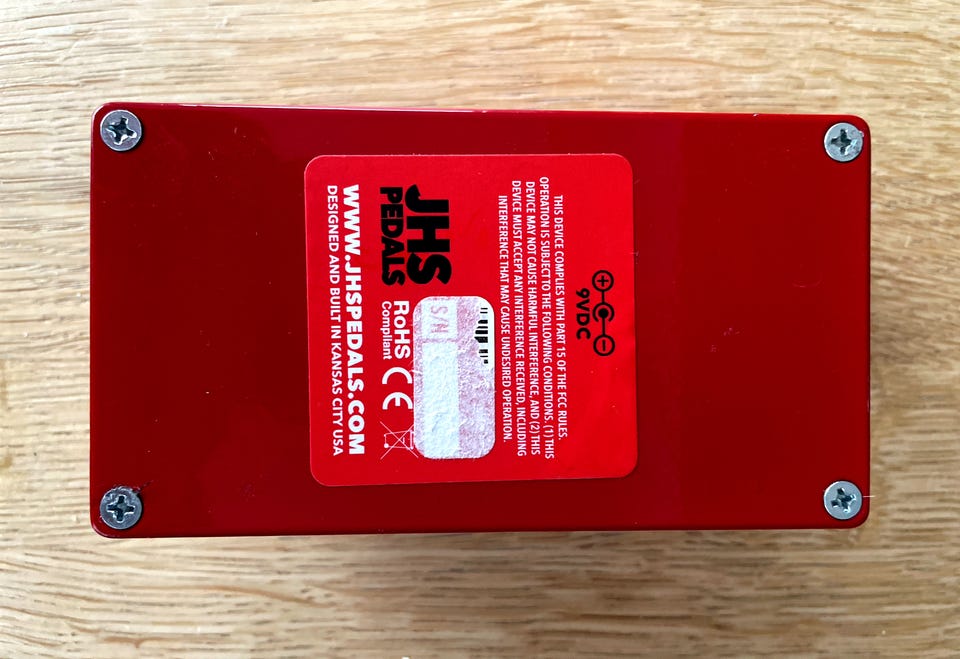 9VDC
THIS DEVICE COMPLIES WITH PART 15 OF THE FCC RULES.
OPERATION IS SUBJECT TO THE FOLLOWING CONDITIONS. (1) THIS
DEVICE MAY NOT CAUSE HARMFUL INTERFERENCE, AND (2) THIS
DEVICE MUST ACCEPT ANY INTERFERENCE RECEIVED, INCLUDING
INTERFERENCE THAT MAY CAUSE UNDESIRED OPERATION.
JHS
PEDALS
S/N
RoHS
Compliant
CE
WWW.JHSPEDALS.COM
DESIGNED AND BUILT IN KANSAS CITY USA